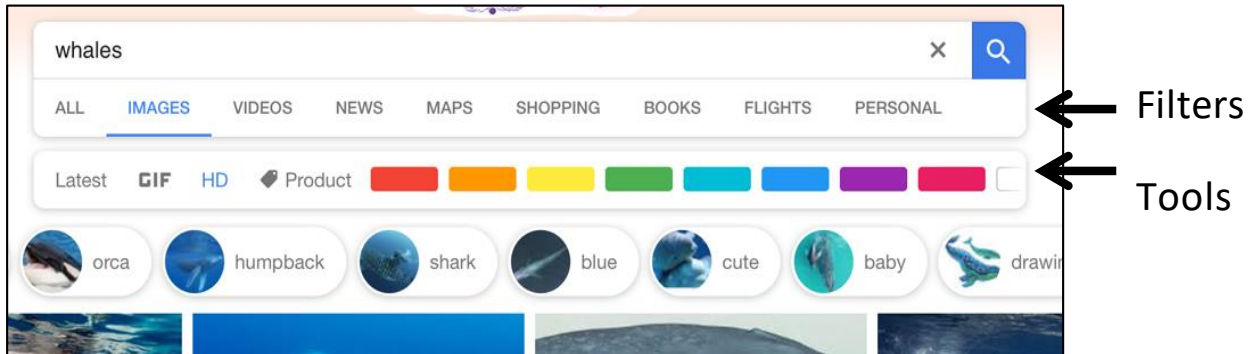 whales
ALL IMAGES VIDEOS NEWS MAPS SHOPPING BOOKS FLIGHTS PERSONAL
Filters
Latest GIF HD Product
Tools
orca humpback shark blue cute baby drawin